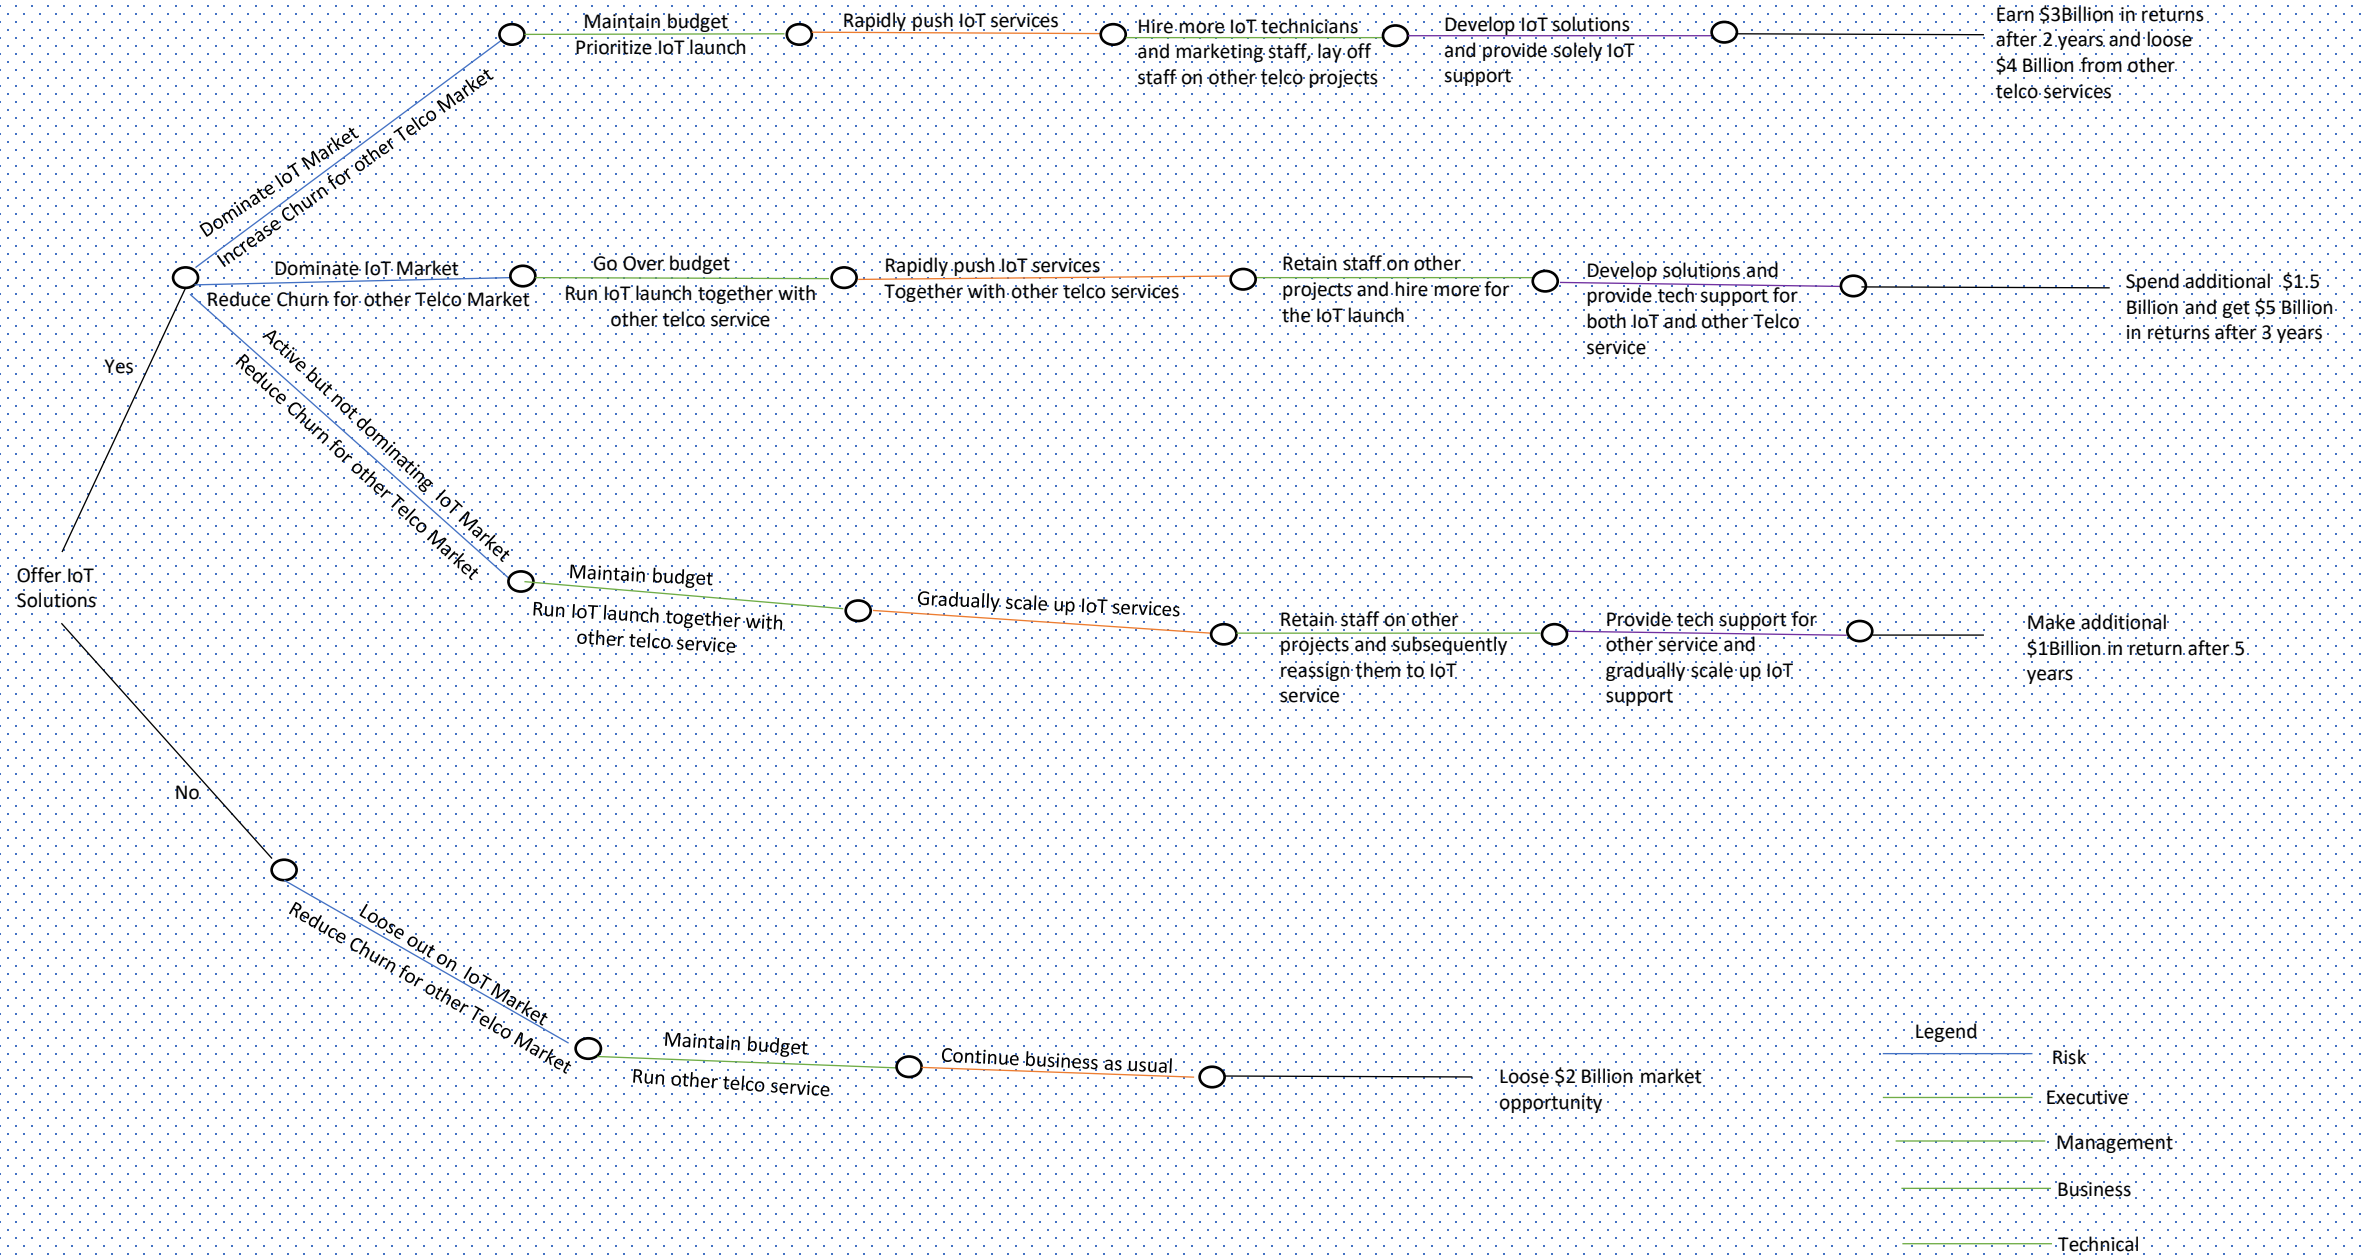 Maintain budget
Prioritize IoT launch
Rapidly push IoT services
Hire more IoT technicians
and marketing staff, lay off
staff on other telco projects
Develop IoT solutions
and provide solely IoT
support
Earn $3Billion in returns
after 2 years and loose
$4 Billion from other
telco services
Dominate IoT Market
Increase Churn for other Telco Market
Dominate IoT Market
Reduce Churn for other Telco Market
Go Over budget
Run IoT launch together with
other telco service
Rapidly push IoT services
Together with other telco services
Retain staff on other
projects and hire more for
the IoT launch
Develop solutions and
provide tech support for
both IoT and other Telco
service
Spend additional $1.5
Billion and get $5 Billion
in returns after 3 years
Yes
Active but not dominating IoT Market
Reduce Churn for other Telco Market
Offer IoT
Solutions
Maintain budget
Run IoT launch together with
other telco service
Gradually scale up IoT services
Retain staff on other
projects and subsequently
reassign them to IoT
service
Provide tech support for
other service and
gradually scale up IoT
support
Make additional
$1Billion in return after 5
years
No
Loose out on IoT Market
Reduce Churn for other Telco Market
Maintain budget
Run other telco service
Continue business as usual
Loose $2 Billion market
opportunity
Legend
Risk
Executive
Management
Business
Technical